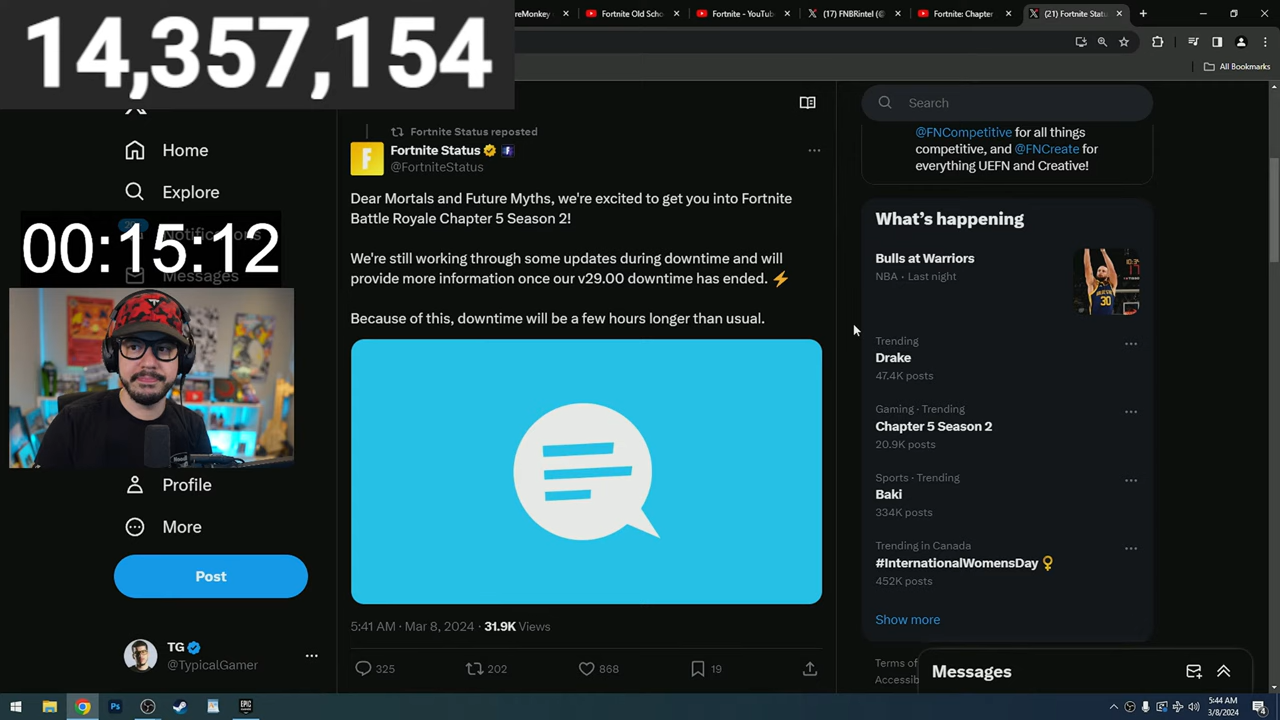 14,357,154
reMonkey -
Fortnite Old Scho
Fortnite - YouTub
(17) FNBRintel (@
Fortnite: Chapter
(21) Fortnite Statu
All Bookmarks
Home
Explore
Notifications
Messages
00:15:12
Profile
More
Post
TG
@TypicalGamer
Fortnite Status reposted
Fortnite Status
@FortniteStatus
Dear Mortals and Future Myths, we're excited to get you into Fortnite
Battle Royale Chapter 5 Season 2!
We're still working through some updates during downtime and will
provide more information once our v29.00 downtime has ended. ⚡
Because of this, downtime will be a few hours longer than usual.
5:41 AM · Mar 8, 2024 · 31.9K Views
325
202
868
19
Search
@FNCompetitive for all things
competitive, and @FNCreate for
everything UEFN and Creative!
What's happening
Bulls at Warriors
NBA · Last night
Trending
Drake
47.4K posts
Gaming · Trending
Chapter 5 Season 2
20.9K posts
Sports · Trending
Baki
334K posts
Trending in Canada
#InternationalWomensDay
452K posts
Show more
Terms of
Accessib
Messages
EPIC
5:44 AM
3/8/2024